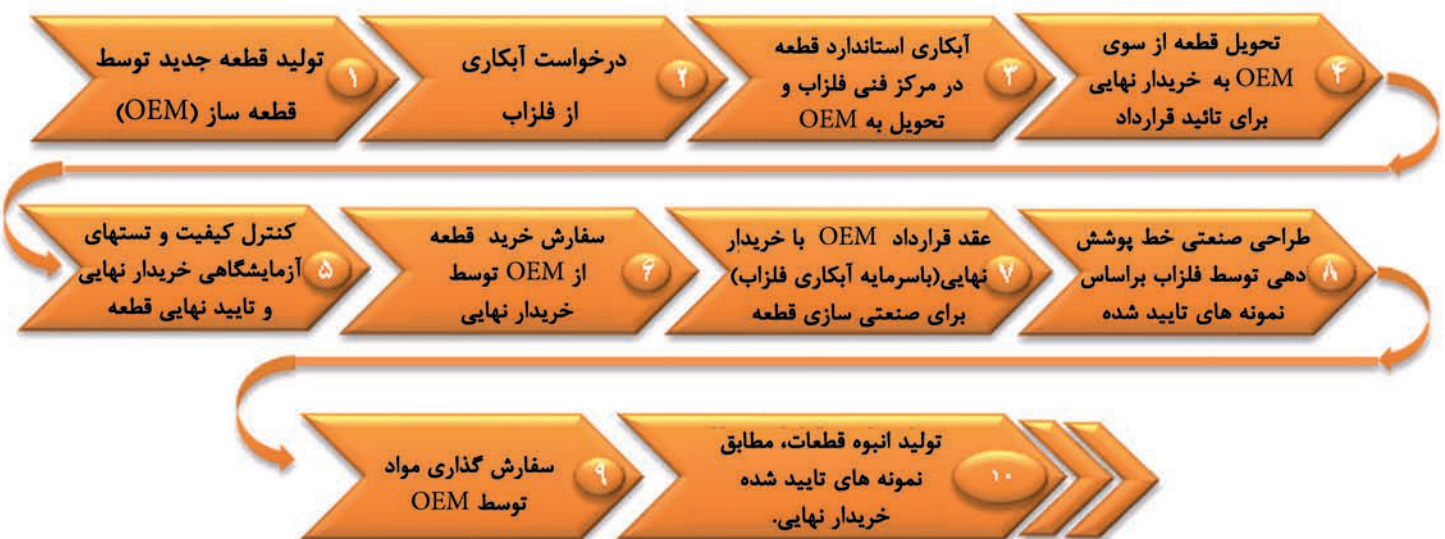 تولید قطعه جدید توسط
قطعه ساز (OEM)
۱
درخواست آبکاری
از فلزاب
۲
آبکاری استاندارد قطعه
در مرکز فنی فلزاب و
تحویل به OEM
۳
تحویل قطعه از سوی
OEM به خریدار نهایی
برای تائید قرارداد
۴
کنترل کیفیت و تستهای
آزمایشگاهی خریدار نهایی
و تایید نهایی قطعه
۵
سفارش خرید قطعه
از OEM توسط
خریدار نهایی
۶
عقد قرارداد OEM با خریدار
نهایی(باسرمایه آبکاری فلزاب)
برای صنعتی سازی قطعه
۷
طراحی صنعتی خط پوشش
دهی توسط فلزاب براساس
نمونه های تایید شده
۸
سفارش گذاری مواد
توسط OEM
۹
تولید انبوه قطعات، مطابق
نمونه های تایید شده
خریدار نهایی.
۱۰